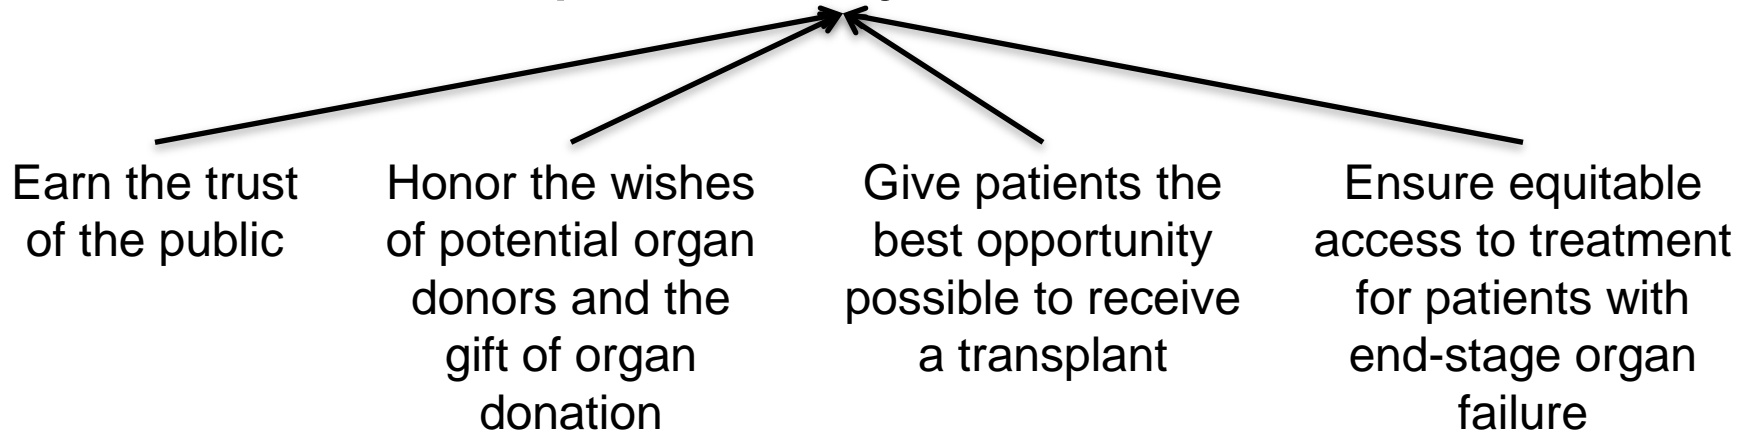 Earn the trust
of the public
Honor the wishes
of potential organ
donors and the
gift of organ
donation
Give patients the
best opportunity
possible to receive
a transplant
Ensure equitable
access to treatment
for patients with
end-stage organ
failure